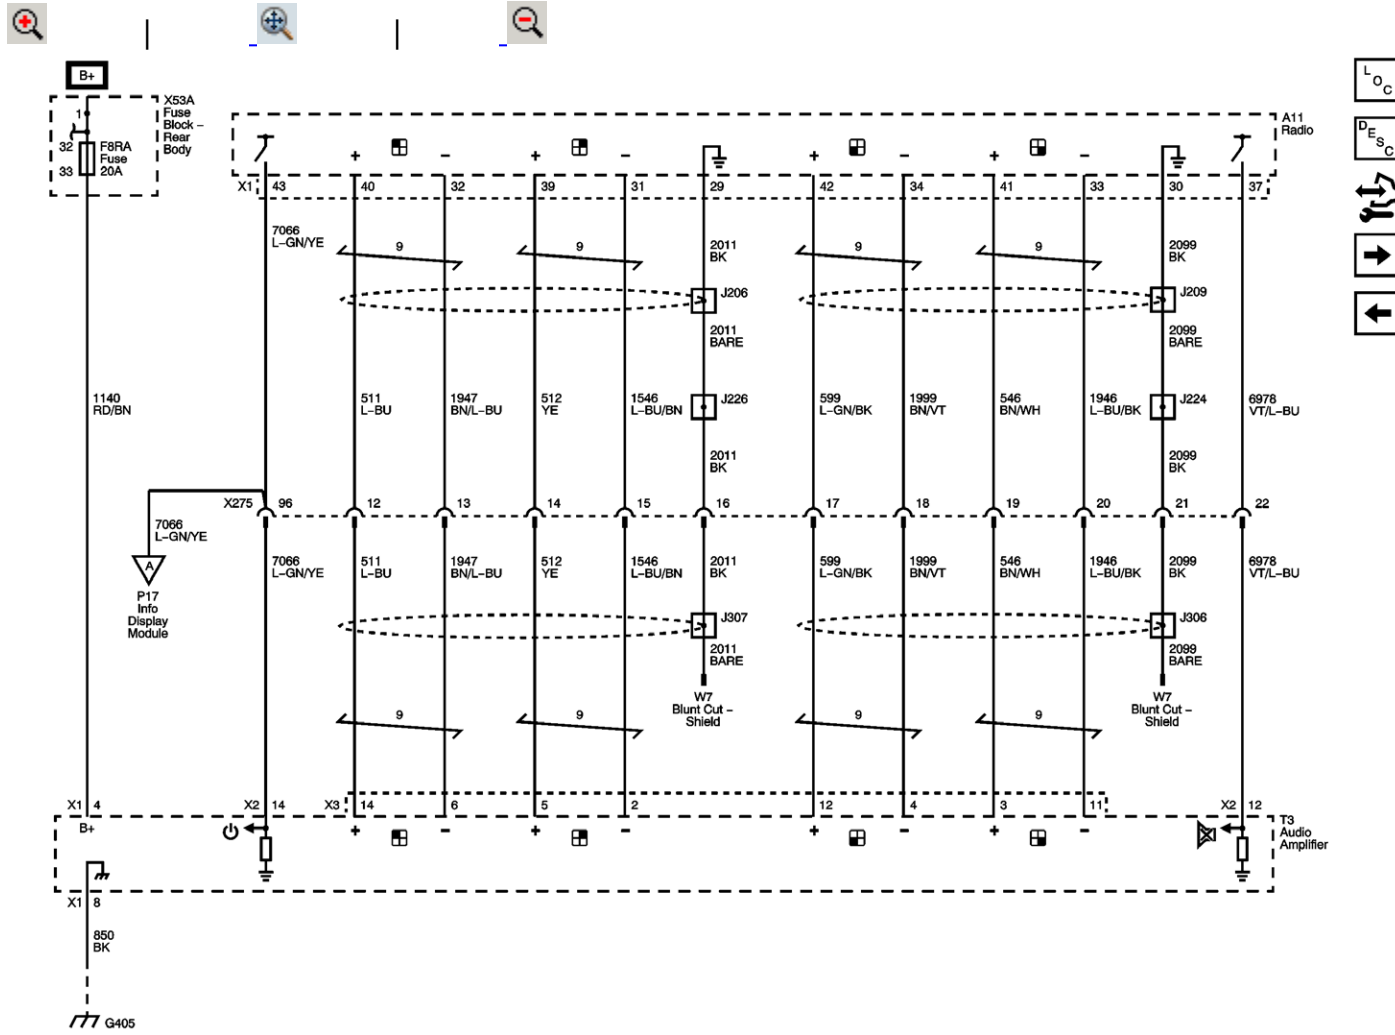 B+
X53A
Fuse
Block –
Rear
Body
1
32
33
F8RA
Fuse
20A
A11
Radio
L O C
D E S C
+ – + – + – + –
X1 43 40 32 39 31 29 42 34 41 33 30 37
7066
L–GN/YE
9 9 9 9
2011
BK
2099
BK
J206
J209
2011
BARE
2099
BARE
1140
RD/BN
511
L–BU
1947
BN/L–BU
512
YE
1546
L–BU/BN
J226
599
L–GN/BK
1999
BN/VT
546
BN/WH
1946
L–BU/BK
J224
6978
VT/L–BU
2011
BK
2099
BK
X275 96 12 13 14 15 16 17 18 19 20 21 22
7066
L–GN/YE
A
P17
Info
Display
Module
7066
L–GN/YE
511
L–BU
1947
BN/L–BU
512
YE
1546
L–BU/BN
2011
BK
599
L–GN/BK
1999
BN/VT
546
BN/WH
1946
L–BU/BK
2099
BK
6978
VT/L–BU
J307
J306
2011
BARE
2099
BARE
W7
Blunt Cut –
Shield
W7
Blunt Cut –
Shield
9 9 9 9
X1 4 X2 14 X3 14 6 5 2 12 4 3 11 X2 12
B+
+ – + – + – + –
T3
Audio
Amplifier
X1 8
850
BK
G405